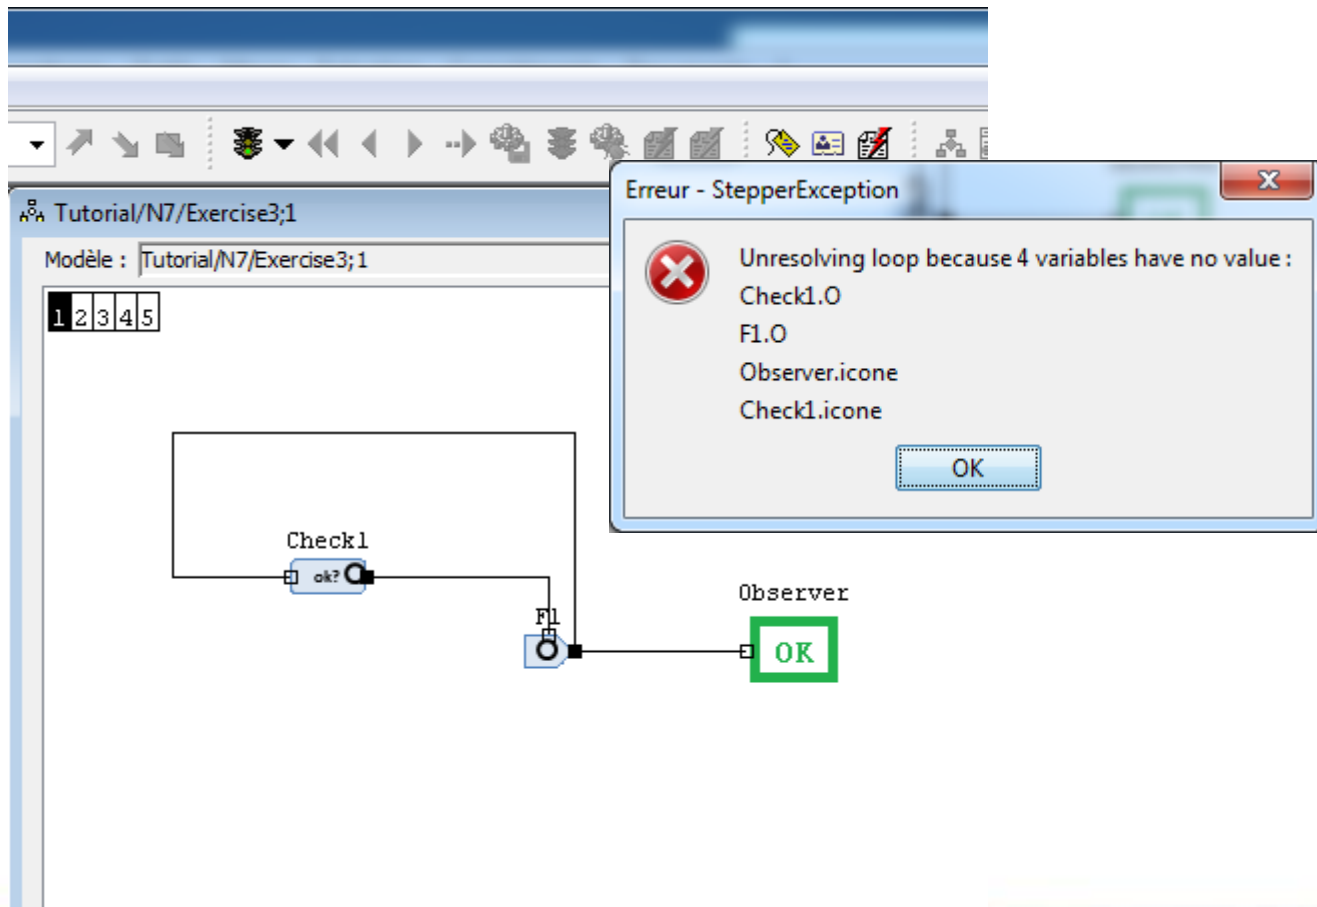 Erreur - StepperException
Tutorial/N7/Exercise3;1
Modèle : Tutorial/N7/Exercise3;1
Unresolving loop because 4 variables have no value :
Check1.O
F1.O
Observer.icone
Check1.icone
OK
1 2 3 4 5
Check1
ok?
F1
Observer
OK